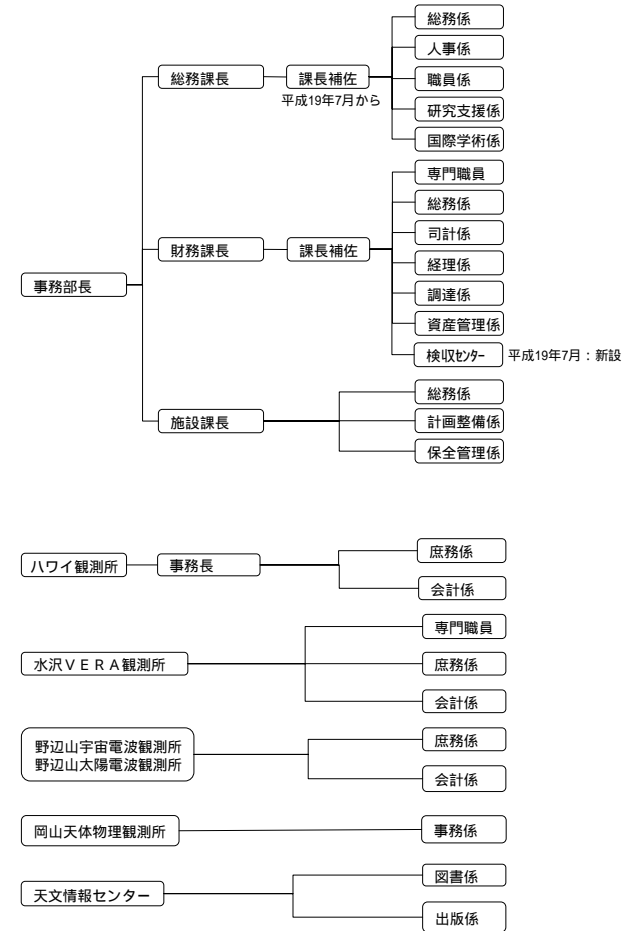 総務係
人事係
総務課長
課長補佐
職員係
平成19年7月から
研究支援係
国際学術係
専門職員
総務係
司計係
財務課長
課長補佐
経理係
事務部長
調達係
資産管理係
検収ｾﾝﾀｰ
平成19年7月：新設
総務係
施設課長
計画整備係
保全管理係
ハワイ観測所
事務長
庶務係
会計係
水沢ＶＥＲＡ観測所
専門職員
庶務係
会計係
野辺山宇宙電波観測所
野辺山太陽電波観測所
庶務係
会計係
岡山天体物理観測所
事務係
天文情報センター
図書係
出版係